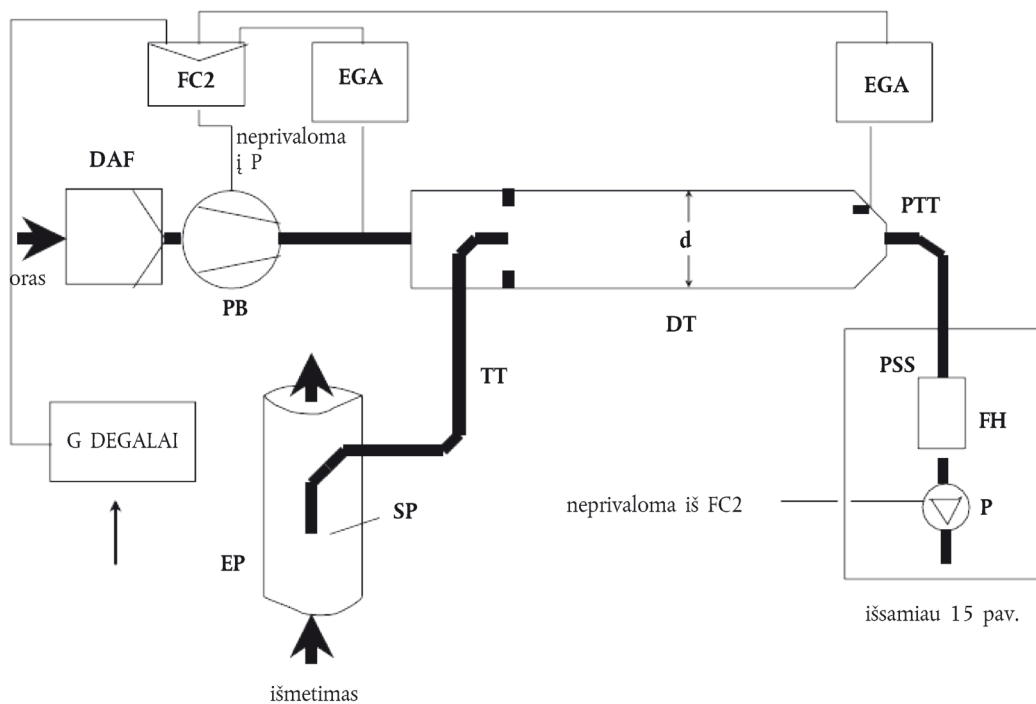 FC2
EGA
EGA
neprivaloma
į P
DAF
PTT
d
oras
PB
DT
TT
PSS
G DEGALAI
FH
SP
neprivaloma iš FC2
P
EP
išsamiau 15 pav.
išmetimas